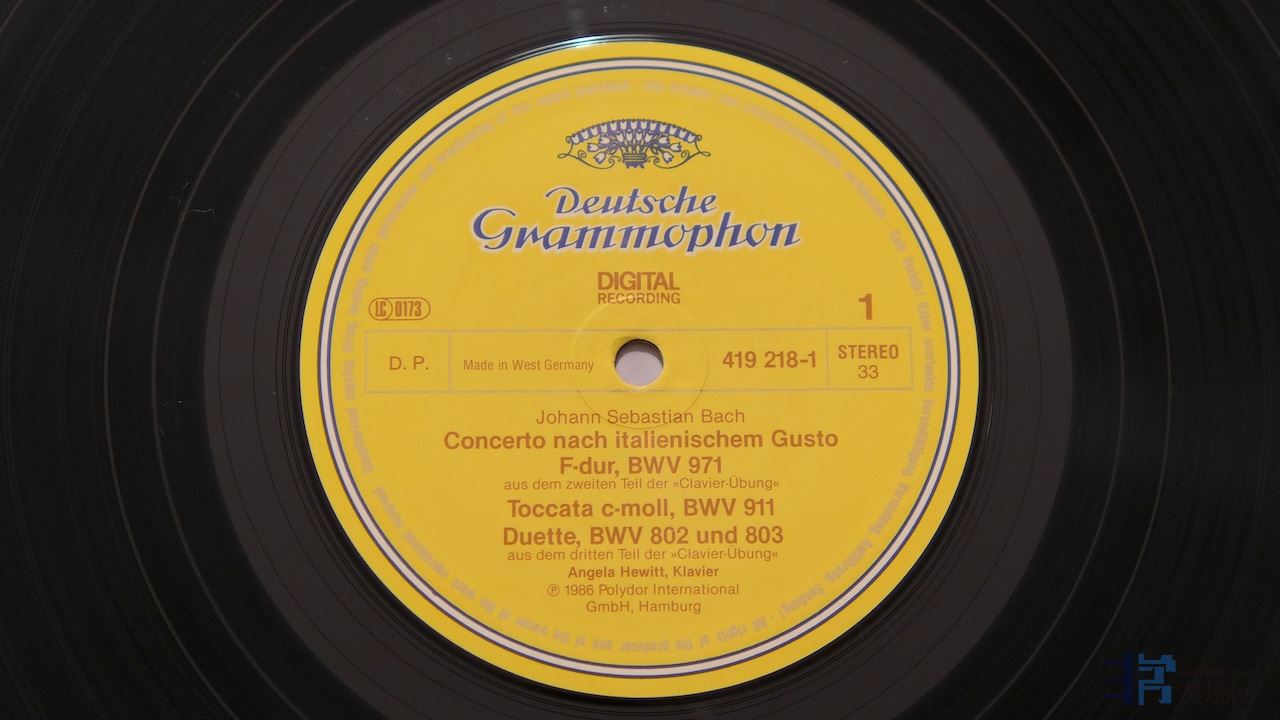 Deutsche
Grammophon
DIGITAL
RECORDING
LC 0173
1
D. P.
Made in West Germany
419 218-1
STEREO
33
Johann Sebastian Bach
Concerto nach italienischem Gusto
F-dur, BWV 971
aus dem zweiten Teil der »Clavier-Übung«
Toccata c-moll, BWV 911
Duette, BWV 802 und 803
aus dem dritten Teil der »Clavier-Übung«
Angela Hewitt, Klavier
℗ 1986 Polydor International
GmbH, Hamburg